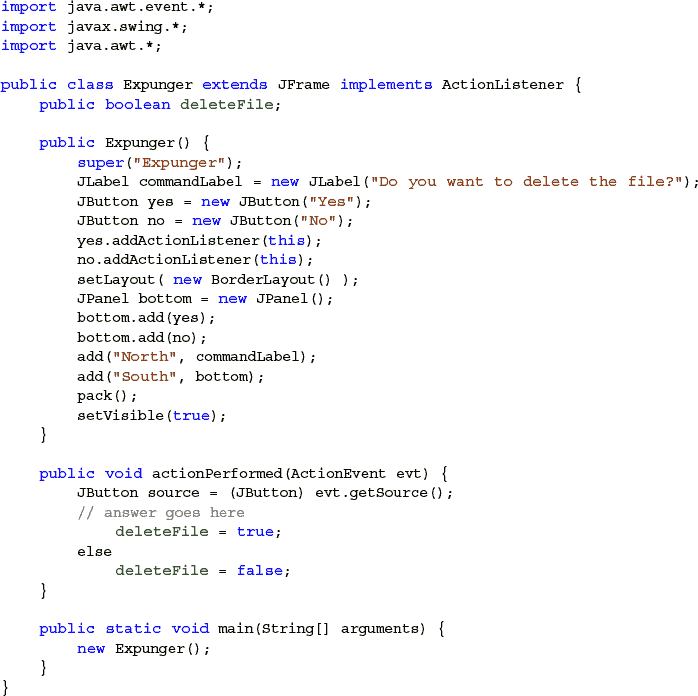 import java.awt.event.*;
import javax.swing.*;
import java.awt.*;
public class Expunger extends JFrame implements ActionListener {
public boolean deleteFile;
public Expunger() {
super("Expunger");
JLabel commandLabel = new JLabel("Do you want to delete the file?");
JButton yes = new JButton("Yes");
JButton no = new JButton("No");
yes.addActionListener(this);
no.addActionListener(this);
setLayout( new BorderLayout() );
JPanel bottom = new JPanel();
bottom.add(yes);
bottom.add(no);
add("North", commandLabel);
add("South", bottom);
pack();
setVisible(true);
}
public void actionPerformed(ActionEvent evt) {
JButton source = (JButton) evt.getSource();
// answer goes here
deleteFile = true;
else
deleteFile = false;
}
public static void main(String[] arguments) {
new Expunger();
}
}